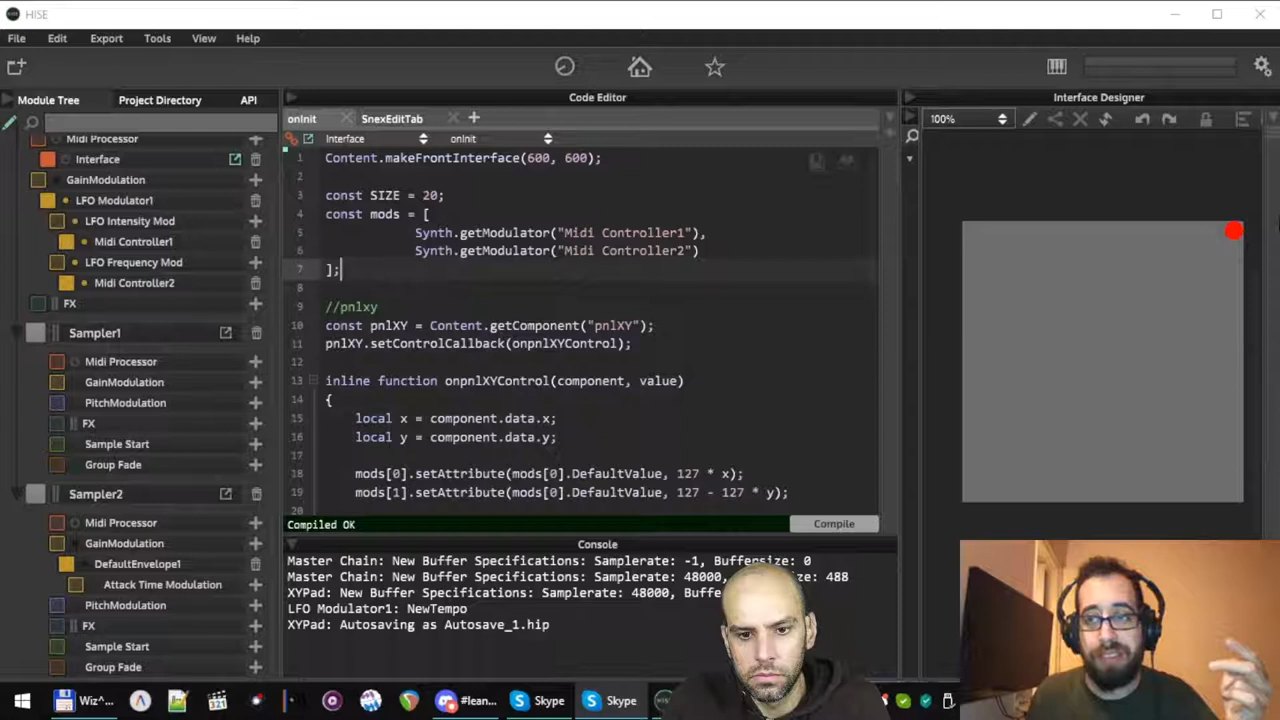 HISE
File Edit Export Tools View Help
Module Tree Project Directory API
Midi Processor
Interface
GainModulation
LFO Modulator1
LFO Intensity Mod
Midi Controller1
LFO Frequency Mod
Midi Controller2
FX
Sampler1
Midi Processor
GainModulation
PitchModulation
FX
Sample Start
Group Fade
Sampler2
Midi Processor
GainModulation
DefaultEnvelope1
Attack Time Modulation
PitchModulation
FX
Sample Start
Group Fade
Code Editor
onInit SnexEditTab
Interface onInit
1 Content.makeFrontInterface(600, 600);
2
3 const SIZE = 20;
4 const mods = [
5 Synth.getModulator("Midi Controller1"),
6 Synth.getModulator("Midi Controller2")
7 ];
8
9 //pnlxy
10 const pnlXY = Content.getComponent("pnlXY");
11 pnlXY.setControlCallback(onpnlXYControl);
12
13 inline function onpnlXYControl(component, value)
14 {
15 local x = component.data.x;
16 local y = component.data.y;
17
18 mods[0].setAttribute(mods[0].DefaultValue, 127 * x);
19 mods[1].setAttribute(mods[0].DefaultValue, 127 - 127 * y);
20
Compiled OK Compile
Console
Master Chain: New Buffer Specifications: Samplerate: -1, Buffersize: 0
Master Chain: New Buffer Specifications: Samplerate: 48000, ze: 488
XYPad: New Buffer Specifications: Samplerate: 48000,
LFO Modulator1: NewTempo
XYPad: Autosaving as Autosave_1.hip
Interface Designer
100%
Wiz^... #lean... Skype Skype